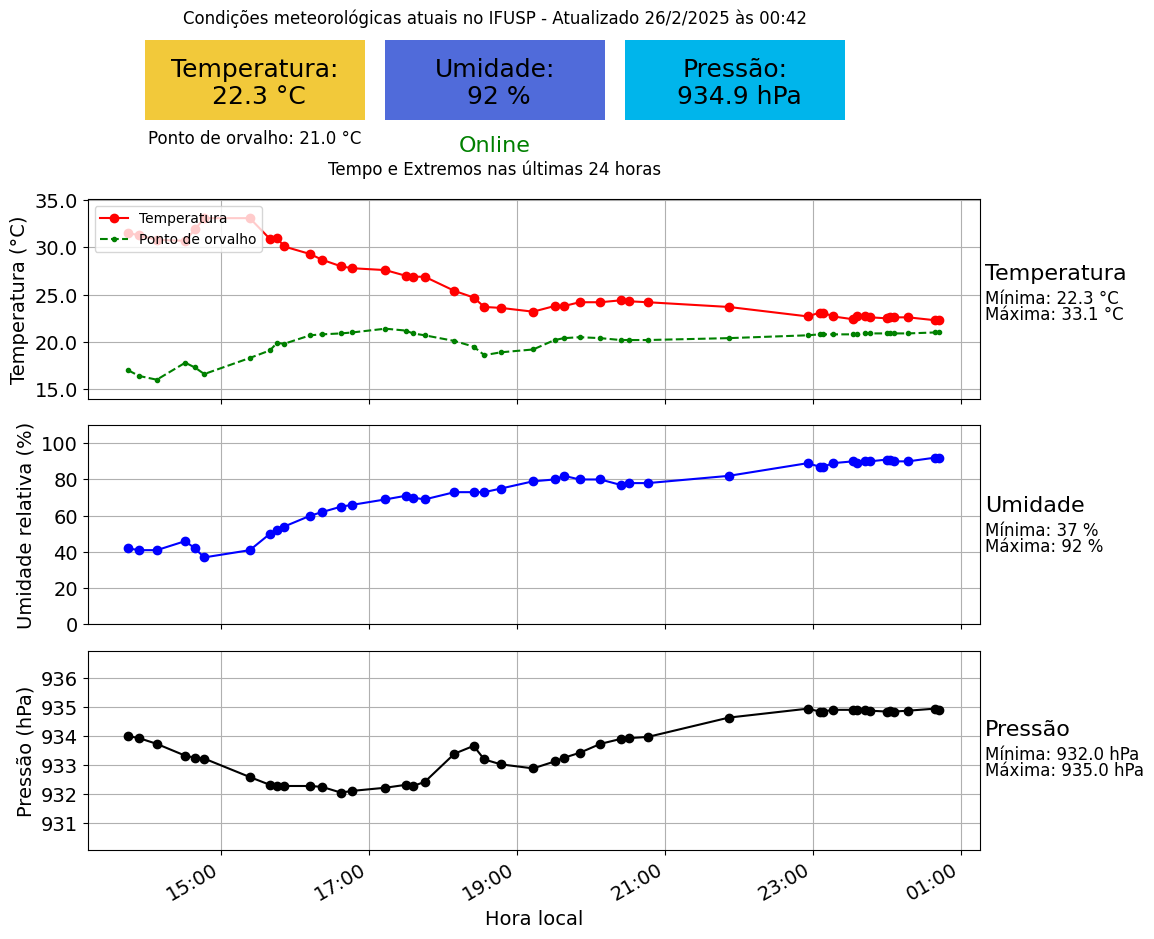 Condições meteorológicas atuais no IFUSP - Atualizado 26/2/2025 às 00:42
Temperatura:
22.3 °C
Umidade:
92 %
Pressão:
934.9 hPa
Ponto de orvalho: 21.0 °C
Online
Tempo e Extremos nas últimas 24 horas
Temperatura (°C)
35.0
30.0
25.0
20.0
15.0
Temperatura
Ponto de orvalho
Temperatura
Mínima: 22.3 °C
Máxima: 33.1 °C
Umidade relativa (%)
100
80
60
40
20
0
Umidade
Mínima: 37 %
Máxima: 92 %
Pressão (hPa)
936
935
934
933
932
931
Pressão
Mínima: 932.0 hPa
Máxima: 935.0 hPa
15:00
17:00
19:00
21:00
23:00
01:00
Hora local